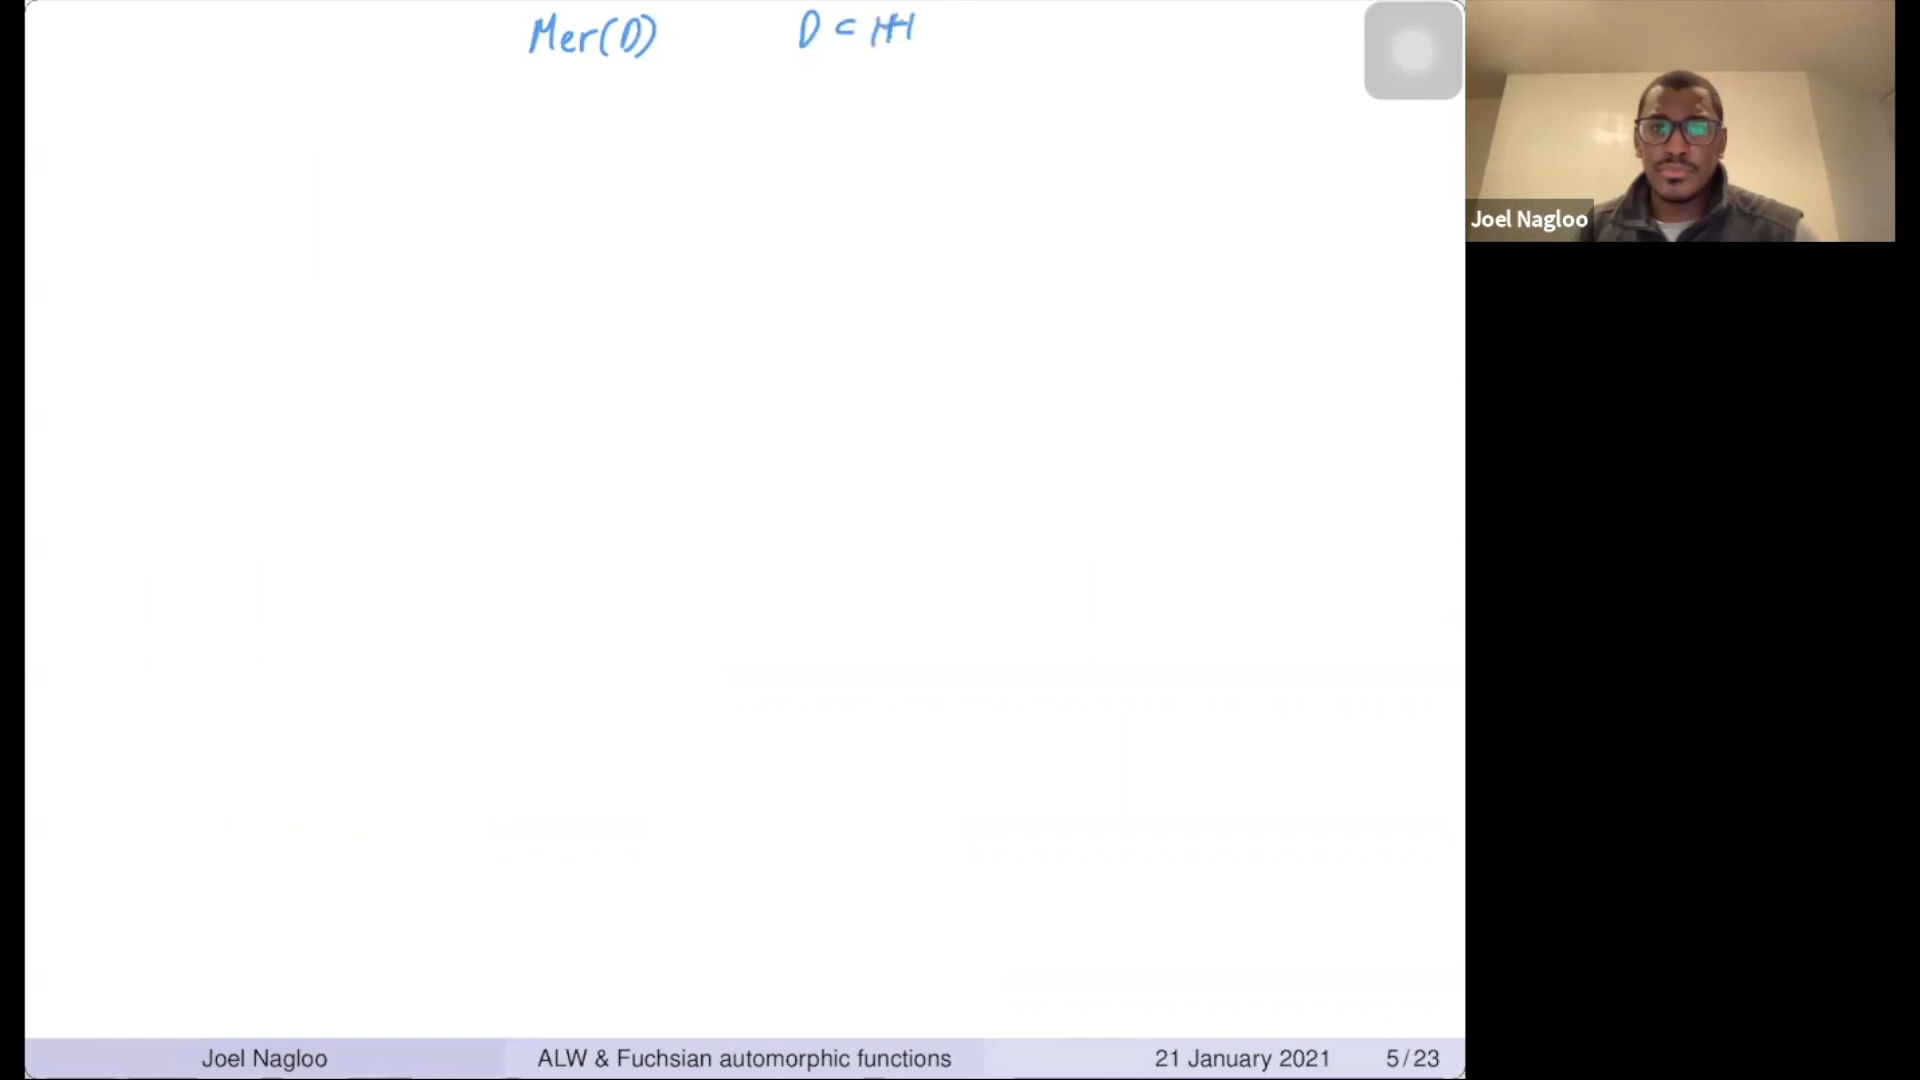 Mer(D) D ⊂ ℍ
Joel Nagloo
Joel Nagloo ALW & Fuchsian automorphic functions 21 January 2021 5/23